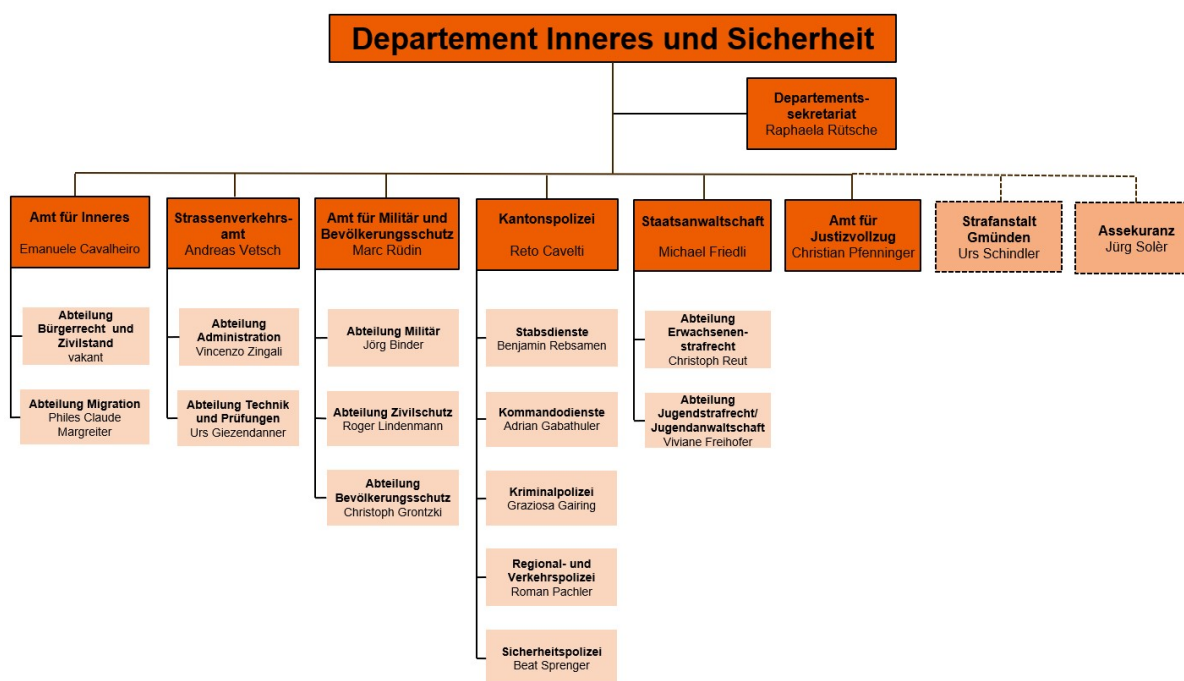 Departement Inneres und Sicherheit
Departements-
sekretariat
Raphaela Rütsche
Amt für Inneres
Emanuele Cavalheiro
Strassenverkehrs-
amt
Andreas Vetsch
Amt für Militär und
Bevölkerungsschutz
Marc Rüdin
Kantonspolizei
Reto Cavelti
Staatsanwaltschaft
Michael Friedli
Amt für
Justizvollzug
Christian Pfenninger
Strafanstalt
Gmünden
Urs Schindler
Assekuranz
Jürg Solèr
Abteilung
Bürgerrecht und
Zivilstand
vakant
Abteilung Migration
Philes Claude
Margreiter
Abteilung
Administration
Vincenzo Zingali
Abteilung Technik
und Prüfungen
Urs Giezendanner
Abteilung Militär
Jörg Binder
Abteilung Zivilschutz
Roger Lindenmann
Abteilung
Bevölkerungsschutz
Christoph Grontzki
Stabsdienste
Benjamin Rebsamen
Kommandodienste
Adrian Gabathuler
Kriminalpolizei
Graziosa Gairing
Regional- und
Verkehrspolizei
Roman Pachler
Sicherheitspolizei
Beat Sprenger
Abteilung
Erwachsenen-
strafrecht
Christoph Reut
Abteilung
Jugendstrafrecht/
Jugendanwaltschaft
Viviane Freihofer